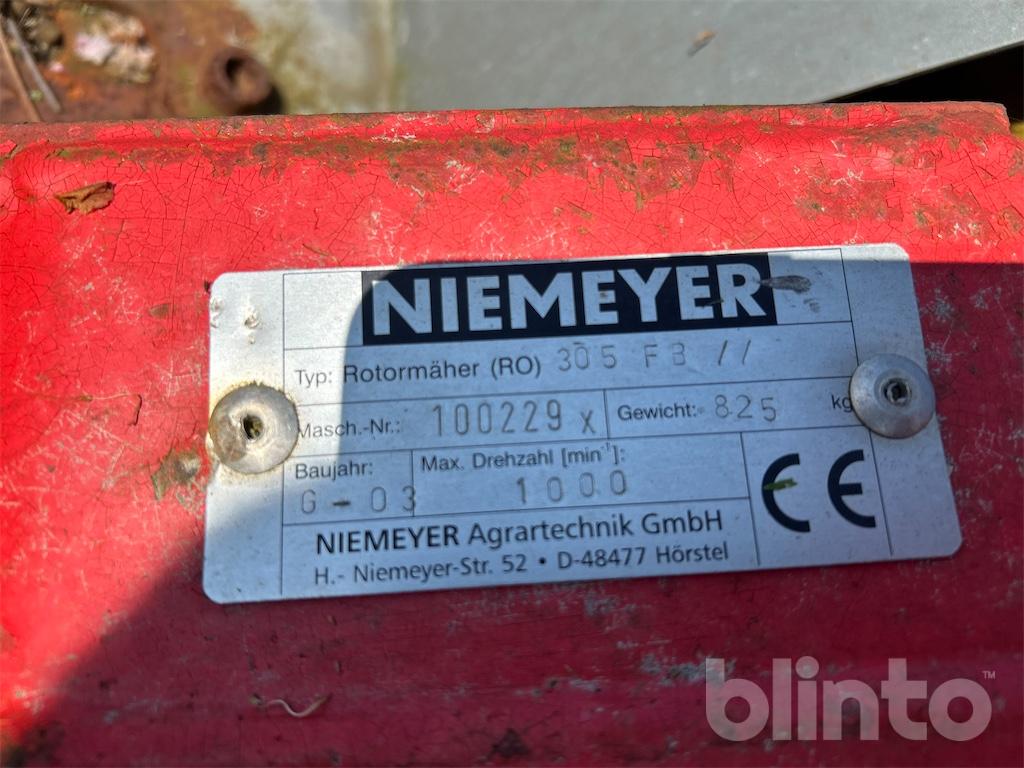 NIEMEYER
Typ: Rotormäher (RO) 305 FB //
Masch.-Nr.: 100229 x Gewicht: 825 kg
Baujahr: Max. Drehzahl [min⁻¹]:
G-03 1000
NIEMEYER Agrartechnik GmbH
H.- Niemeyer-Str. 52 • D-48477 Hörstel
CE
blinto™